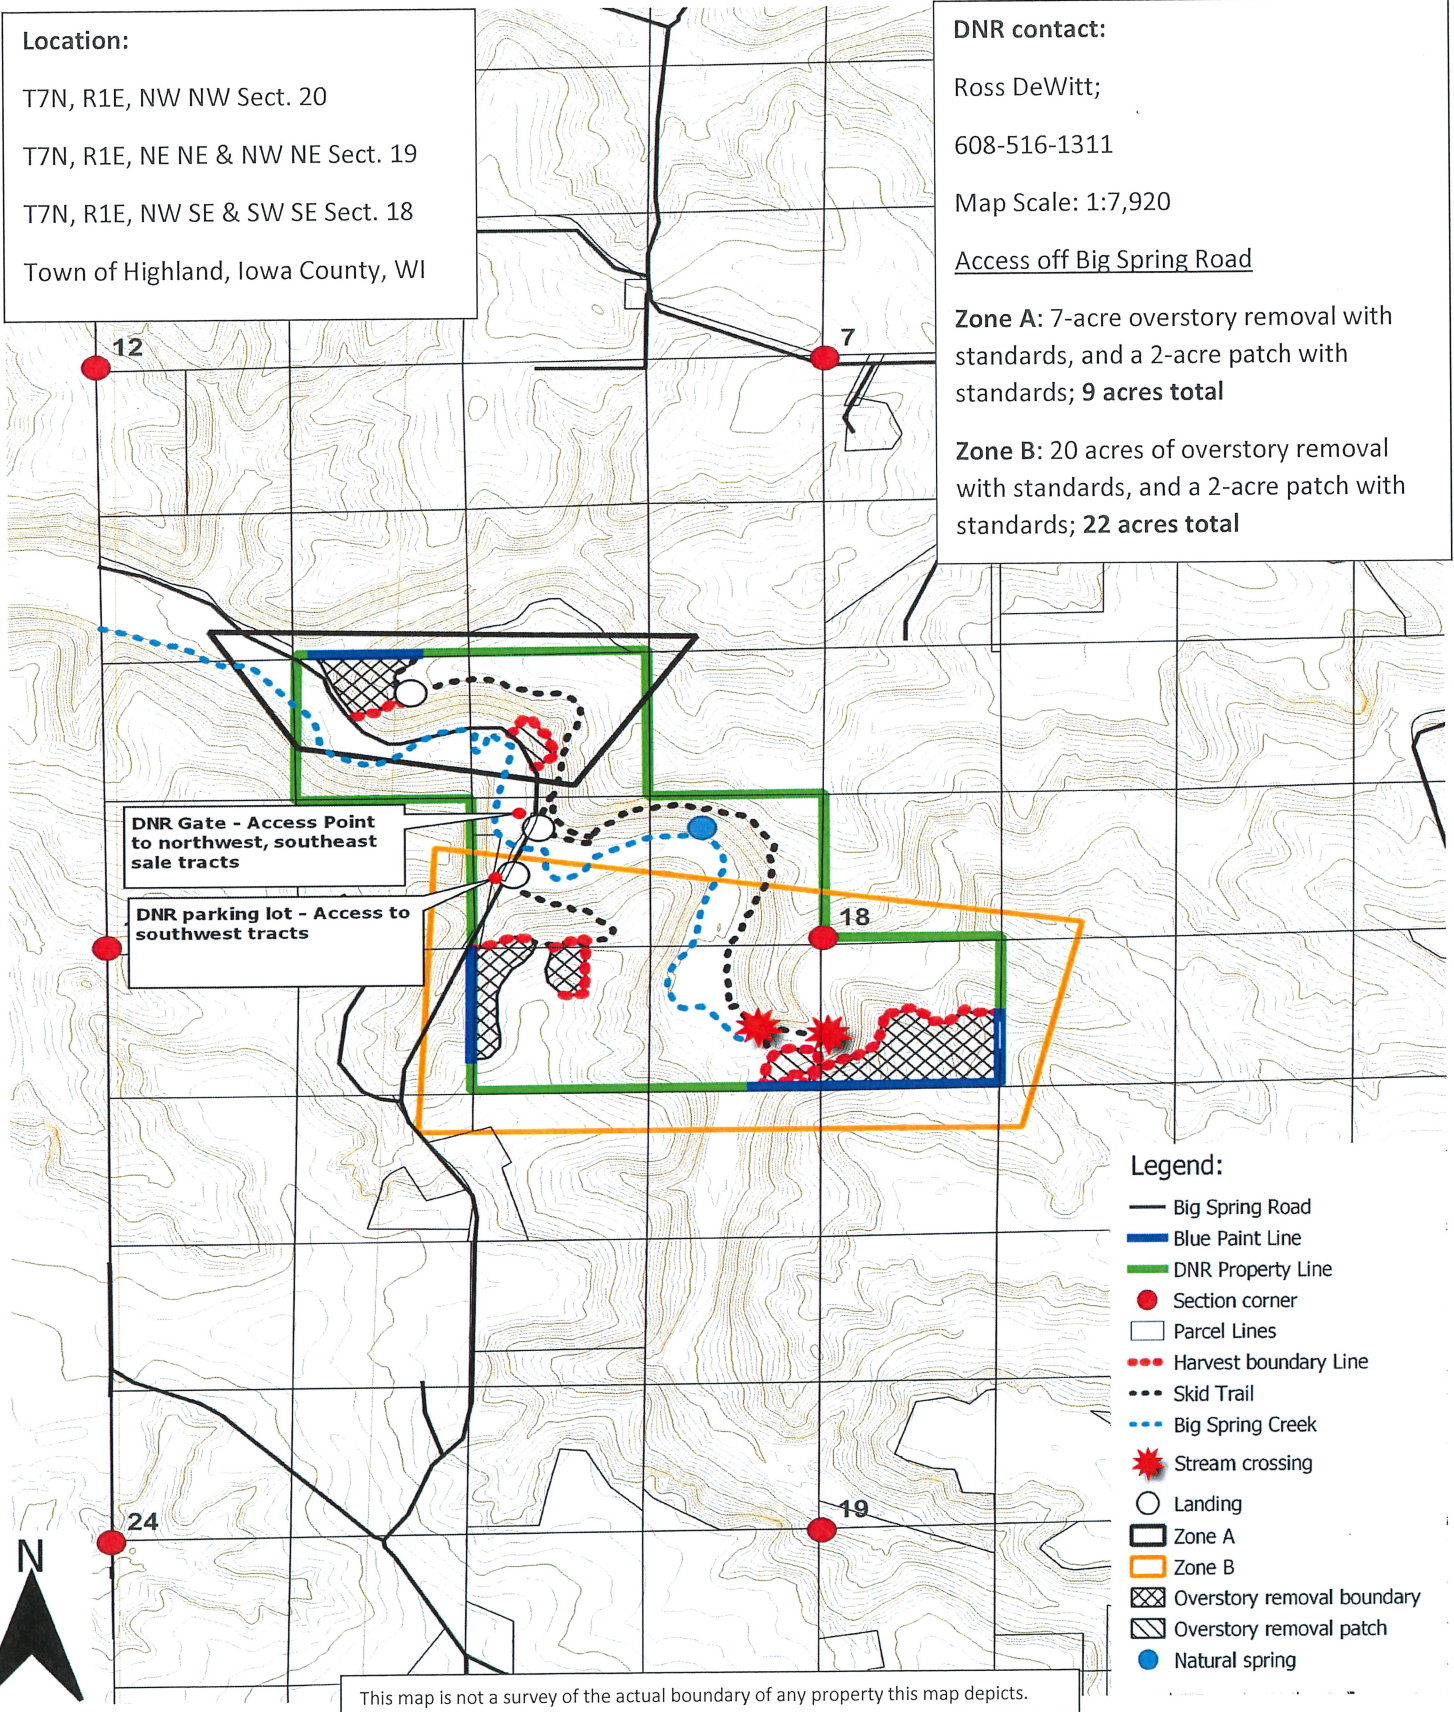 Location:
T7N, R1E, NW NW Sect. 20
T7N, R1E, NE NE & NW NE Sect. 19
T7N, R1E, NW SE & SW SE Sect. 18
Town of Highland, Iowa County, WI
DNR contact:
Ross DeWitt;
608-516-1311
Map Scale: 1:7,920
Access off Big Spring Road
Zone A: 7-acre overstory removal with
standards, and a 2-acre patch with
standards; 9 acres total
Zone B: 20 acres of overstory removal
with standards, and a 2-acre patch with
standards; 22 acres total
12
7
DNR Gate - Access Point
to northwest, southeast
sale tracts
DNR parking lot - Access to
southwest tracts
18
24
19
N
Legend:
Big Spring Road
Blue Paint Line
DNR Property Line
Section corner
Parcel Lines
Harvest boundary Line
Skid Trail
Big Spring Creek
Stream crossing
Landing
Zone A
Zone B
Overstory removal boundary
Overstory removal patch
Natural spring
This map is not a survey of the actual boundary of any property this map depicts.